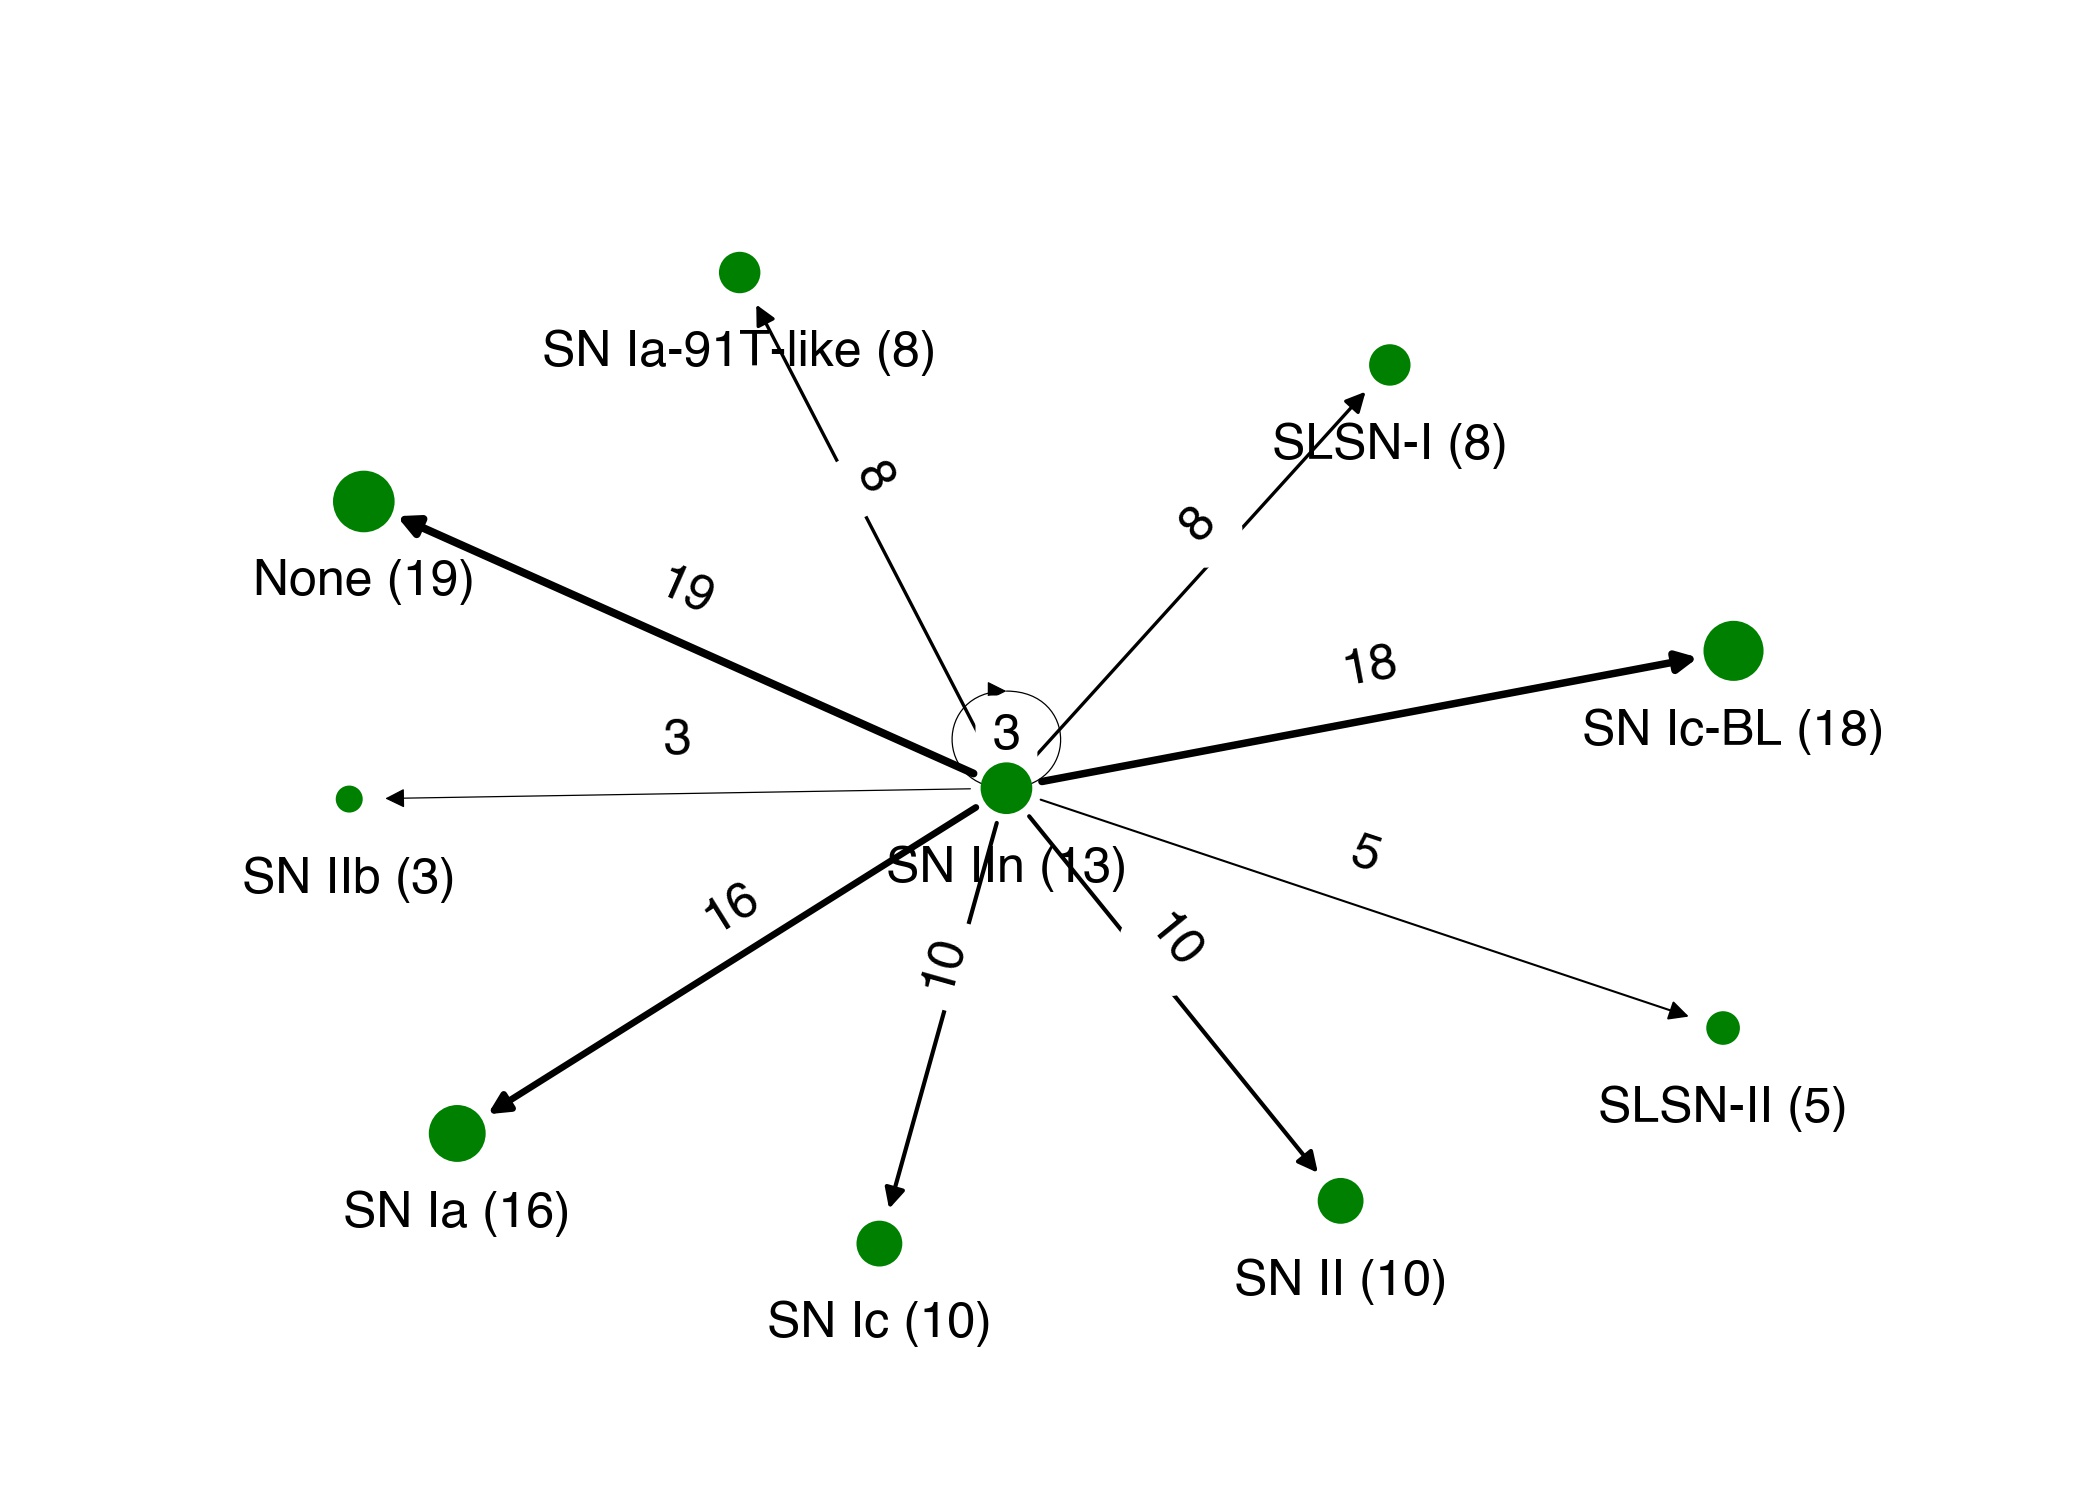 SN Ia-91T-like (8)
SLSN-I (8)
8
8
None (19)
19
18
SN Ic-BL (18)
3
3
SN IIb (3)
SN IIn (13)
5
16
10
10
SLSN-II (5)
SN Ia (16)
SN II (10)
SN Ic (10)